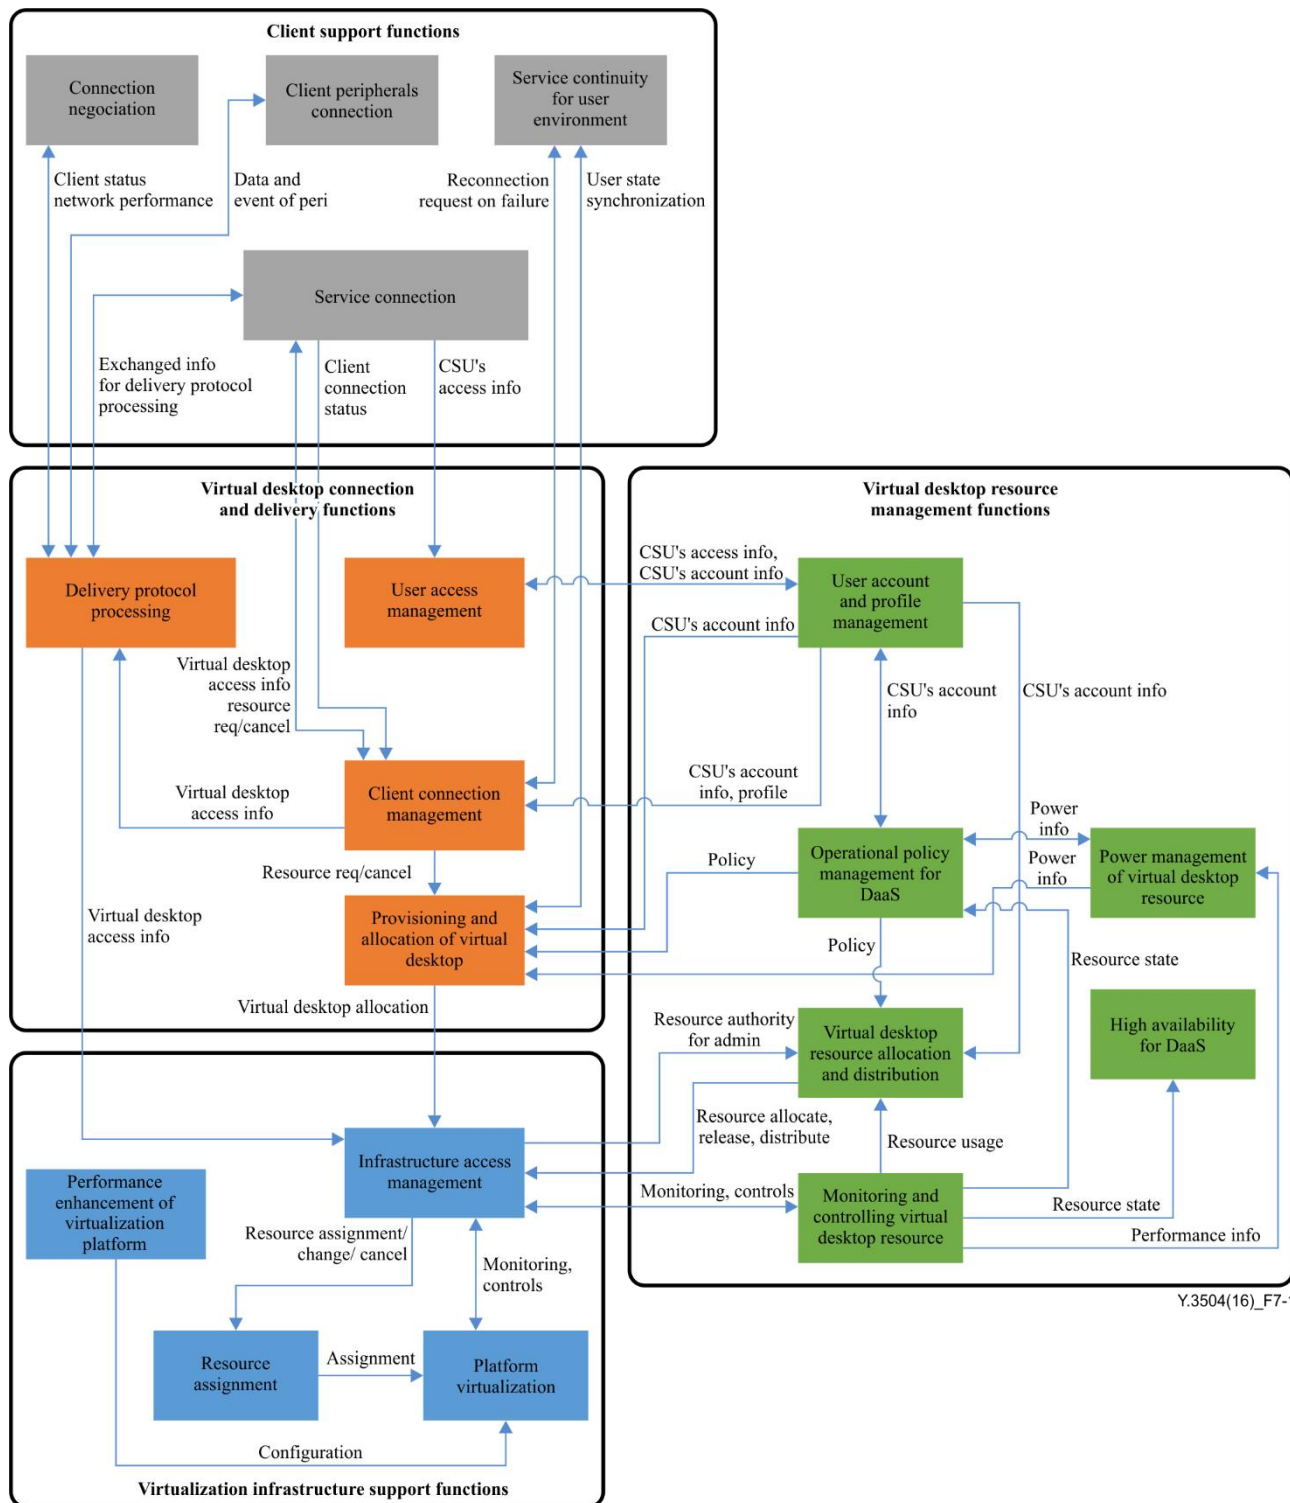 Client support functions
Connection
negociation
Client peripherals
connection
Service continuity
for user
environment
Client status
network performance
Data and
event of peri
Reconnection
request on failure
User state
synchronization
Service connection
Exchanged info
for delivery protocol
processing
Client
connection
status
CSU's
access info
Virtual desktop connection
and delivery functions
Virtual desktop resource
management functions
Delivery protocol
processing
User access
management
CSU's access info,
CSU's account info
User account
and profile
management
CSU's account info
Virtual desktop
access info
resource
req/cancel
CSU's account
info
CSU's account info
Virtual desktop
access info
Client connection
management
CSU's account
info, profile
Resource req/cancel
Policy
Operational policy
management for
DaaS
Power
info
Power
info
Power management
of virtual desktop
resource
Virtual desktop
access info
Provisioning and
allocation of virtual
desktop
Policy
Resource state
Virtual desktop allocation
Resource authority
for admin
Virtual desktop
resource allocation
and distribution
High availability
for DaaS
Resource allocate,
release, distribute
Resource usage
Infrastructure access
management
Performance
enhancement of
virtualization
platform
Monitoring, controls
Monitoring and
controlling virtual
desktop resource
Resource state
Performance info
Resource assignment/
change/ cancel
Monitoring,
controls
Y.3504(16)_F7-1
Resource
assignment
Assignment
Platform
virtualization
Configuration
Virtualization infrastructure support functions